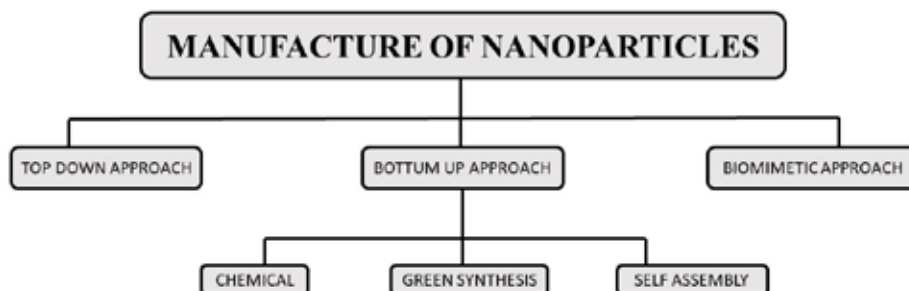 MANUFACTURE OF NANOPARTICLES
TOP DOWN APPROACH
BOTTUM UP APPROACH
BIOMIMETIC APPROACH
CHEMICAL
GREEN SYNTHESIS
SELF ASSEMBLY